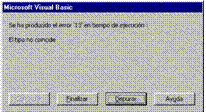 Microsoft Visual Basic
Se ha producido el error '13' en tiempo de ejecución:
El tipo no coincide
Finalizar
Depurar
Ayuda